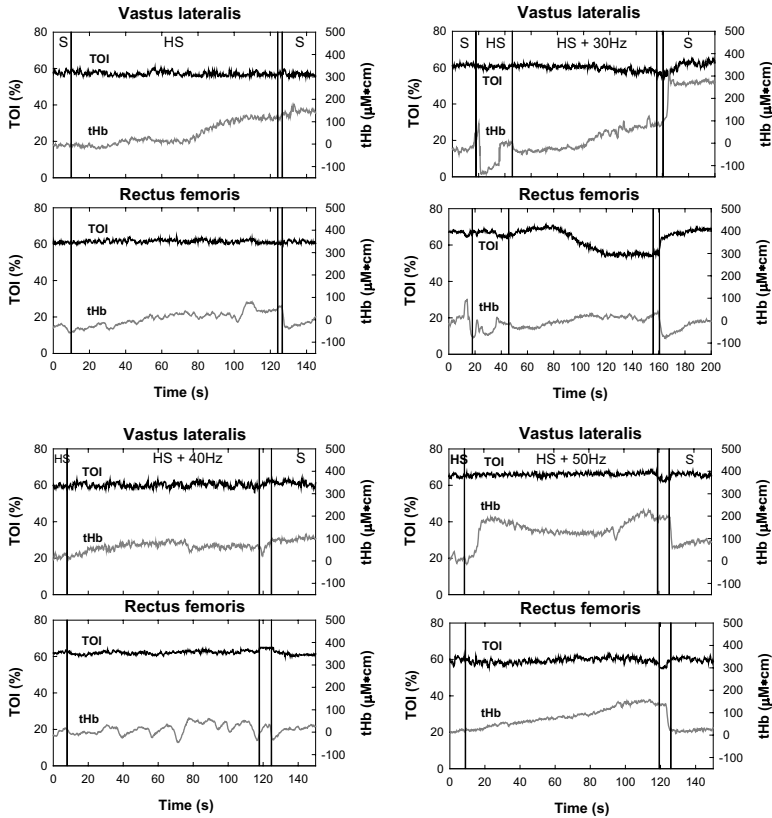 Vastus lateralis
S HS S
TOI
tHb
80
60
40
20
0
500
400
300
200
100
0
-100
TOI (%)
tHb (µM∗cm)
Rectus femoris
TOI
tHb
80
60
40
20
0
500
400
300
200
100
0
-100
TOI (%)
tHb (µM∗cm)
0 20 40 60 80 100 120 140
Time (s)
Vastus lateralis
S HS HS + 30Hz S
TOI
tHb
80
60
40
20
0
500
400
300
200
100
0
-100
TOI (%)
tHb (µM∗cm)
Rectus femoris
TOI
tHb
80
60
40
20
0
500
400
300
200
100
0
-100
TOI (%)
tHb (µM∗cm)
0 20 40 60 80 100 120 140 160 180 200
Time (s)
Vastus lateralis
HS HS + 40Hz S
TOI
tHb
80
60
40
20
0
500
400
300
200
100
0
-100
TOI (%)
tHb (µM∗cm)
Rectus femoris
TOI
tHb
80
60
40
20
0
500
400
300
200
100
0
-100
TOI (%)
tHb (µM∗cm)
0 20 40 60 80 100 120 140
Time (s)
Vastus lateralis
HS HS + 50Hz S
TOI
tHb
80
60
40
20
0
500
400
300
200
100
0
-100
TOI (%)
tHb (µM∗cm)
Rectus femoris
TOI
tHb
80
60
40
20
0
500
400
300
200
100
0
-100
TOI (%)
tHb (µM∗cm)
0 20 40 60 80 100 120 140
Time (s)